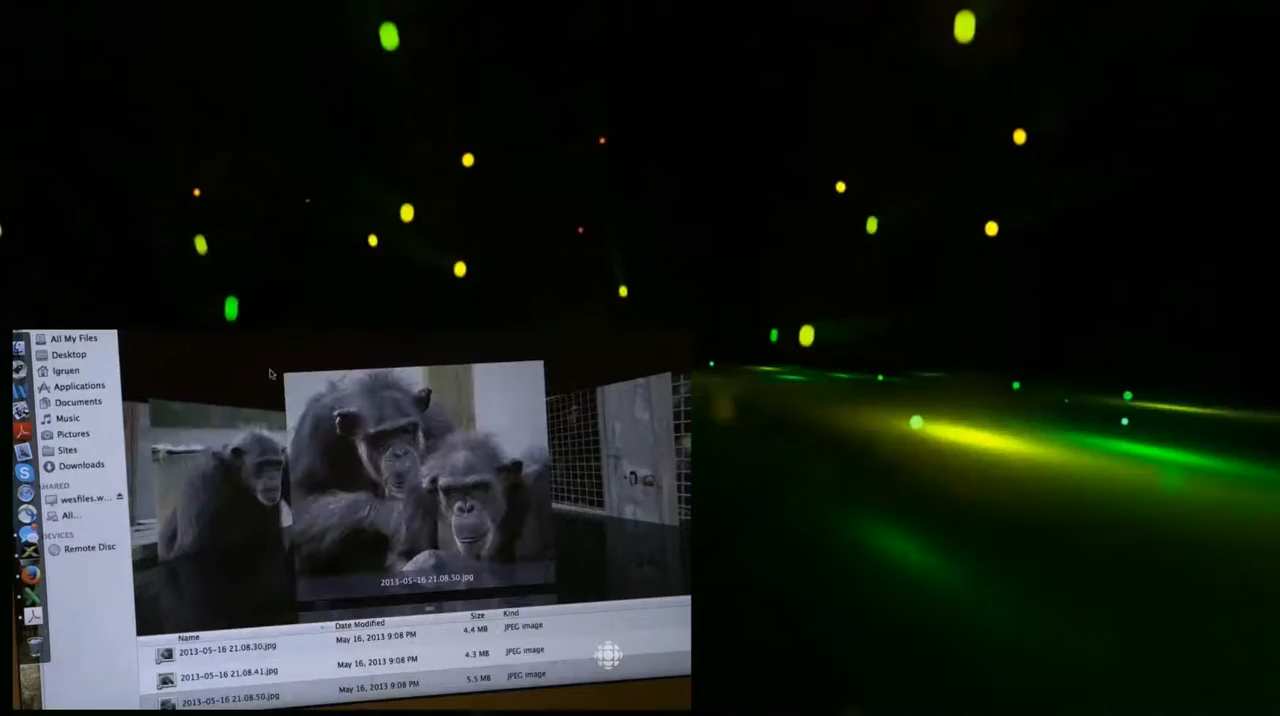 All My Files
Desktop
lgruen
Applications
Documents
Music
Pictures
Sites
Downloads
SHARED
wesfiles.w...
All...
DEVICES
Remote Disc
2013-05-16 21.08.50.jpg
Name Date Modified Size Kind
2013-05-16 21.08.30.jpg May 16, 2013 9:08 PM 4.4 MB JPEG image
2013-05-16 21.08.41.jpg May 16, 2013 9:08 PM 4.3 MB JPEG image
2013-05-16 21.08.50.jpg May 16, 2013 9:08 PM 5.5 MB JPEG image